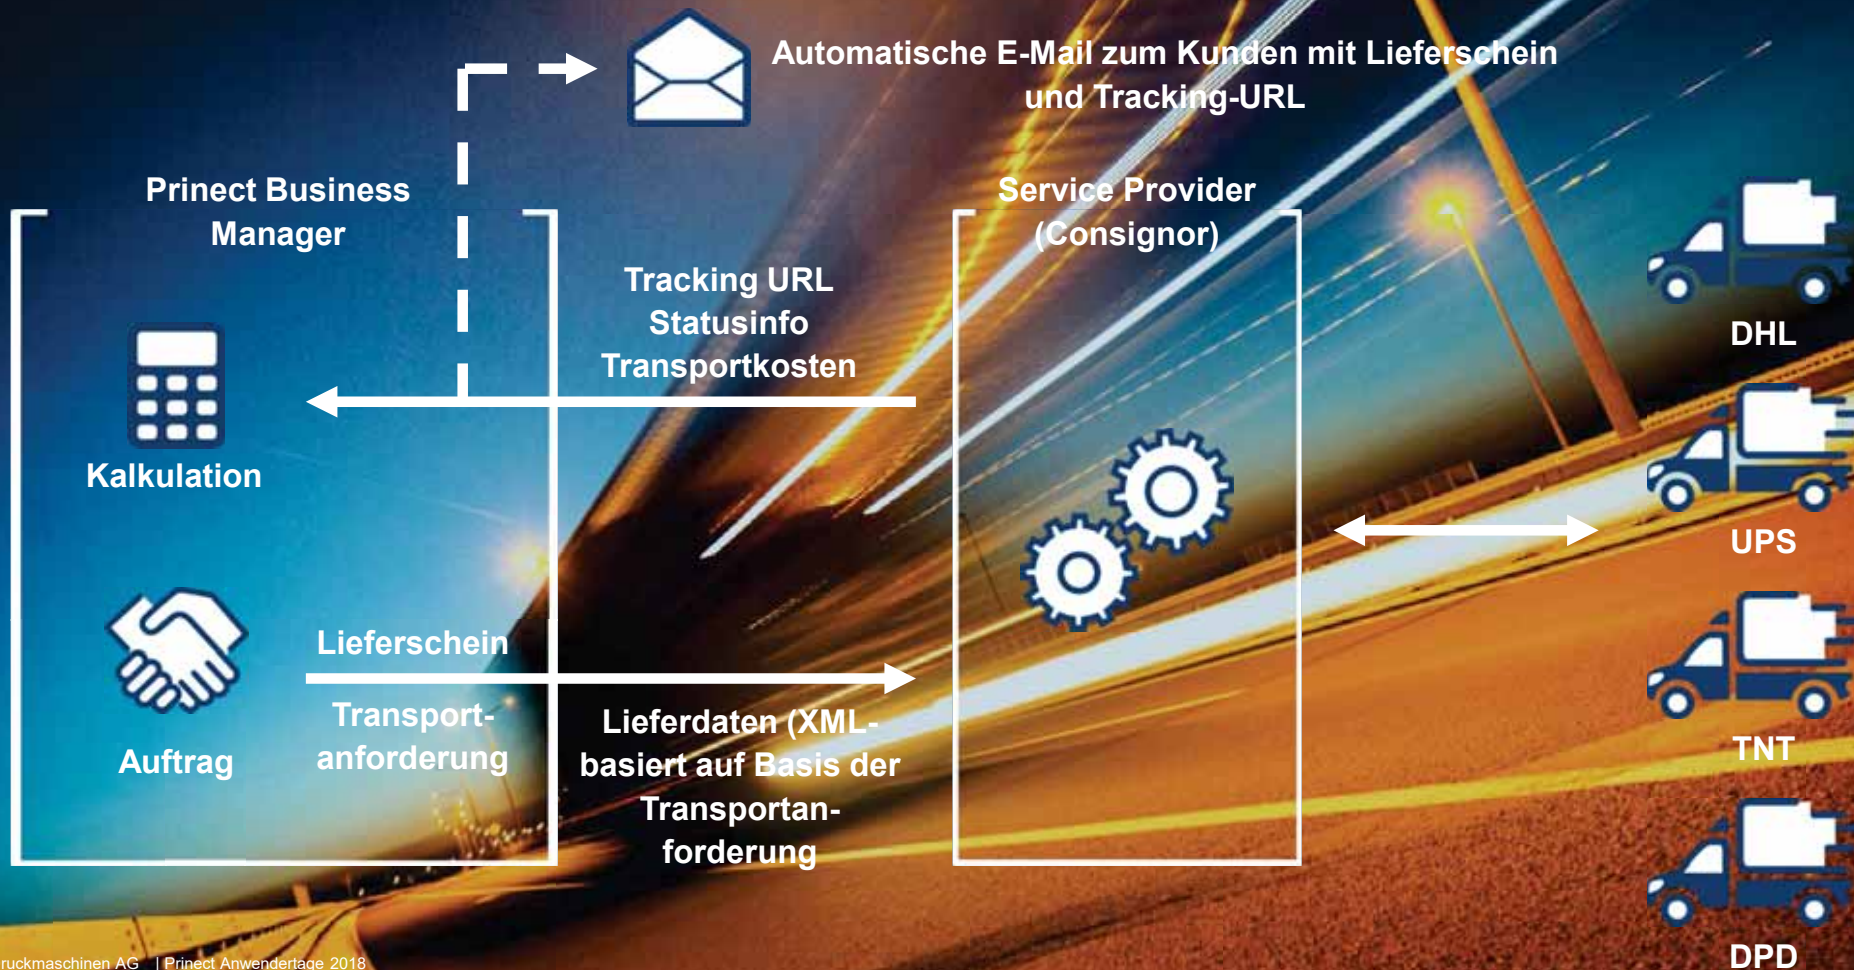 Automatische E-Mail zum Kunden mit Lieferschein
und Tracking-URL
Prinect Business
Manager
Service Provider
(Consignor)
Tracking URL
Statusinfo
Transportkosten
DHL
Kalkulation
UPS
Lieferschein
Transport-
anforderung
Auftrag
Lieferdaten (XML-
basiert auf Basis der
Transportan-
forderung
TNT
DPD
ruckmaschinen AG | Prinect Anwendertage 2018